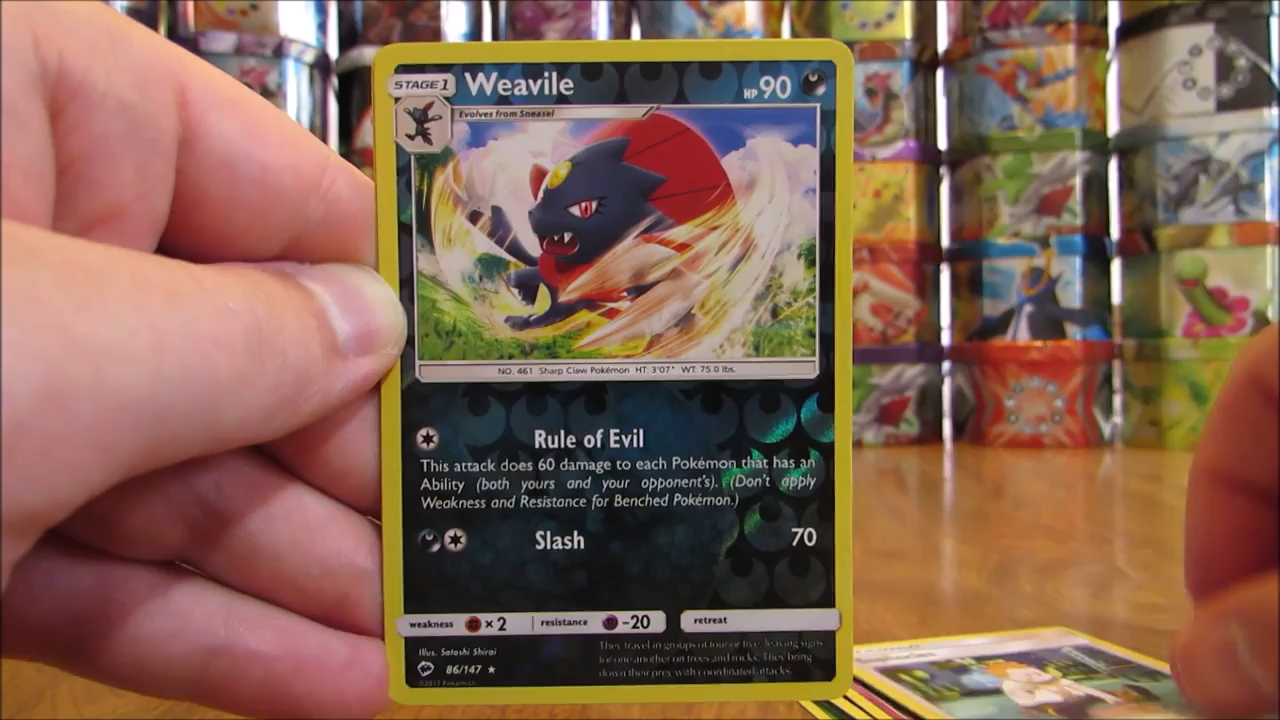 STAGE 1 Weavile HP 90
Evolves from Sneasel
NO. 461 Sharp Claw Pokémon HT: 3'07" WT: 75.0 lbs.
Rule of Evil
This attack does 60 damage to each Pokémon that has an
Ability (both yours and your opponent's). (Don't apply
Weakness and Resistance for Benched Pokémon.)
Slash 70
weakness ×2 resistance -20 retreat
Illus. Satoshi Shirai
86/147
They travel in groups of four or five, leaving signs
for one another on trees and rocks. They bring
down their prey with coordinated attacks.
©2017 Pokémon